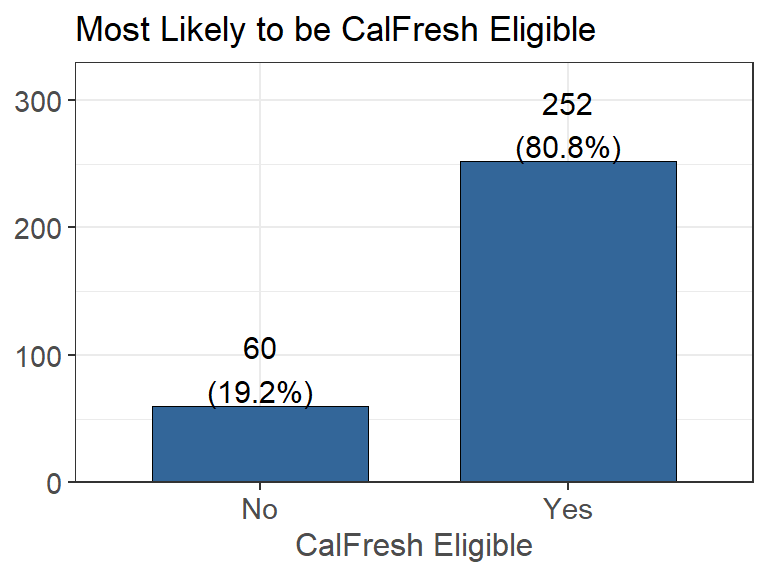 Most Likely to be CalFresh Eligible
300
200
100
0
252
(80.8%)
60
(19.2%)
No
Yes
CalFresh Eligible